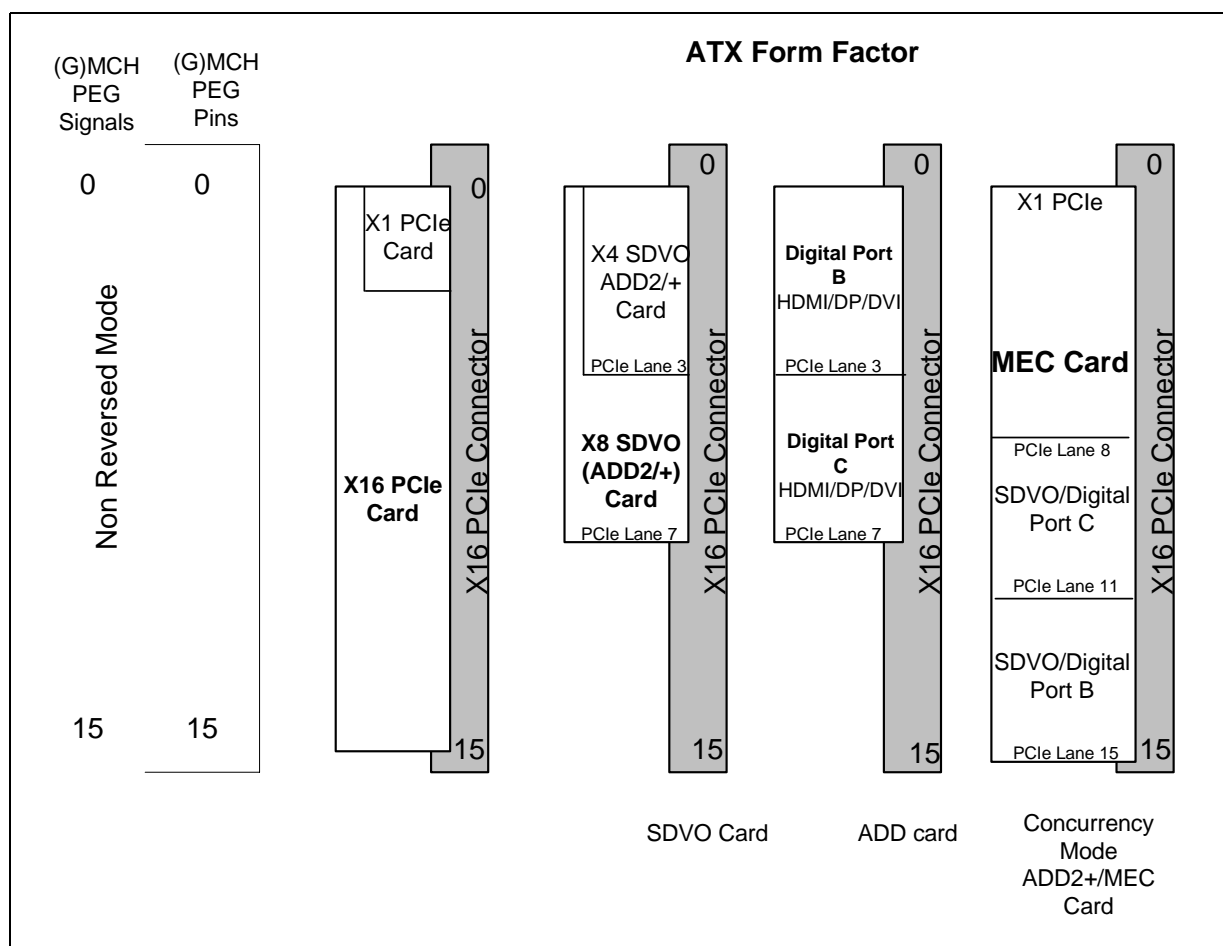 ATX Form Factor
(G)MCH
PEG
Signals
(G)MCH
PEG
Pins
0
0
Non Reversed Mode
15
15
0
X1 PCIe
Card
X16 PCIe
Card
X16 PCIe Connector
15
0
X4 SDVO
ADD2/+
Card
PCIe Lane 3
X8 SDVO
(ADD2/+)
Card
PCIe Lane 7
X16 PCIe Connector
15
SDVO Card
0
Digital Port
B
HDMI/DP/DVI
PCIe Lane 3
Digital Port
C
HDMI/DP/DVI
PCIe Lane 7
X16 PCIe Connector
15
ADD card
0
X1 PCIe
MEC Card
PCIe Lane 8
SDVO/Digital
Port C
PCIe Lane 11
SDVO/Digital
Port B
PCIe Lane 15
X16 PCIe Connector
15
Concurrency
Mode
ADD2+/MEC
Card